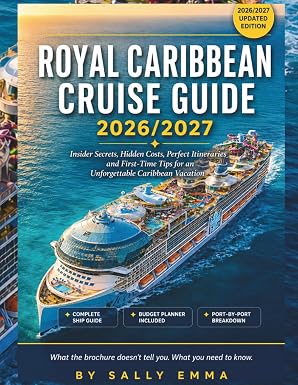 2026/2027
UPDATED
EDITION
ROYAL CARIBBEAN
CRUISE GUIDE
2026/2027
Insider Secrets, Hidden Costs, Perfect Itineraries
and First-Time Tips for an
Unforgettable Caribbean Vacation
COMPLETE
SHIP GUIDE
BUDGET PLANNER
INCLUDED
PORT-BY-PORT
BREAKDOWN
What the brochure doesn't tell you. What you need to know.
BY SALLY EMMA